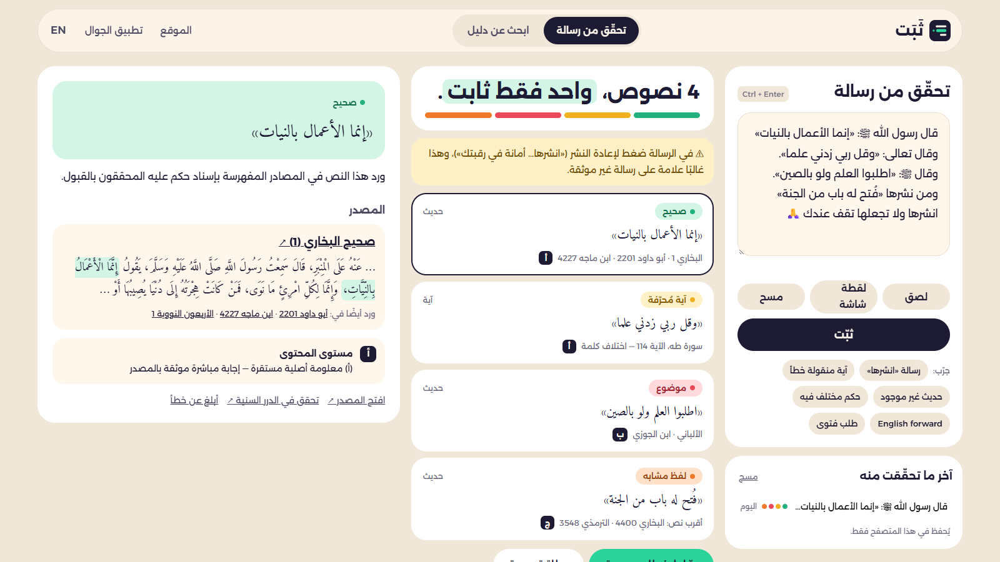 ثَبَت
تحقّق من رسالة
ابحث عن دليل
الموقع
تطبيق الجوال
EN
تحقّق من رسالة
Ctrl + Enter
قال رسول الله ﷺ: «إنما الأعمال بالنيات»
وقال تعالى: «وقل ربي زدني علما».
وقال ﷺ: «اطلبوا العلم ولو بالصين».
ومن نشرها «فُتح له باب من الجنة»
انشرها ولا تجعلها تقف عندك 🙏
لصق
لقطة
شاشة
مسح
ثبّت
جرّب:
رسالة «انشرها»
آية منقولة خطأ
حديث غير موجود
حكم مختلف فيه
English forward
طلب فتوى
آخر ما تحقّقت منه
مسح
قال رسول الله ﷺ: «إنما الأعمال بالنيات...
اليوم
يُحفظ في هذا المتصفح فقط.
4 نصوص، واحد فقط ثابت.
⚠ في الرسالة ضغط لإعادة النشر («انشرها... أمانة في رقبتك»)، وهذا
غالبًا علامة على رسالة غير موثقة.
صحيح
حديث
«إنما الأعمال بالنيات»
البخاري 1 · أبو داود 2201 · ابن ماجه 4227
أ
آية مُحرّفة
آية
«وقل ربي زدني علما»
سورة طه، الآية 114 — اختلاف كلمة
أ
موضوع
حديث
«اطلبوا العلم ولو بالصين»
الألباني · ابن الجوزي
ب
لفظ مشابه
حديث
«فُتح له باب من الجنة»
أقرب نص: البخاري 4400 · الترمذي 3548
ج
صحيح
«إنما الأعمال بالنيات»
ورد هذا النص في المصادر المفهرسة بإسناد حكم عليه المحققون بالقبول.
المصدر
صحيح البخاري (1) ↗
... عَنْهُ عَلَى الْمِنْبَرِ، قَالَ سَمِعْتُ رَسُولَ اللَّهِ صَلَّى اللَّهُ عَلَيْهِ وَسَلَّمَ، يَقُولُ إِنَّمَا الْأَعْمَالُ
بِالنِّيَّاتِ، وَإِنَّمَا لِكُلِّ امْرِئٍ مَا نَوَى، فَمَنْ كَانَتْ هِجْرَتُهُ إِلَى دُنْيَا يُصِيبُهَا أَوْ ...
ورد أيضًا في: أبو داود 2201 · ابن ماجه 4227 · الأربعون النووية 1
أ
مستوى المحتوى
(أ) معلومة أصلية مستقرة — إجابة مباشرة موثقة بالمصدر
افتح المصدر ↗
تحقق في الدرر السنية ↗
أبلغ عن خطأ